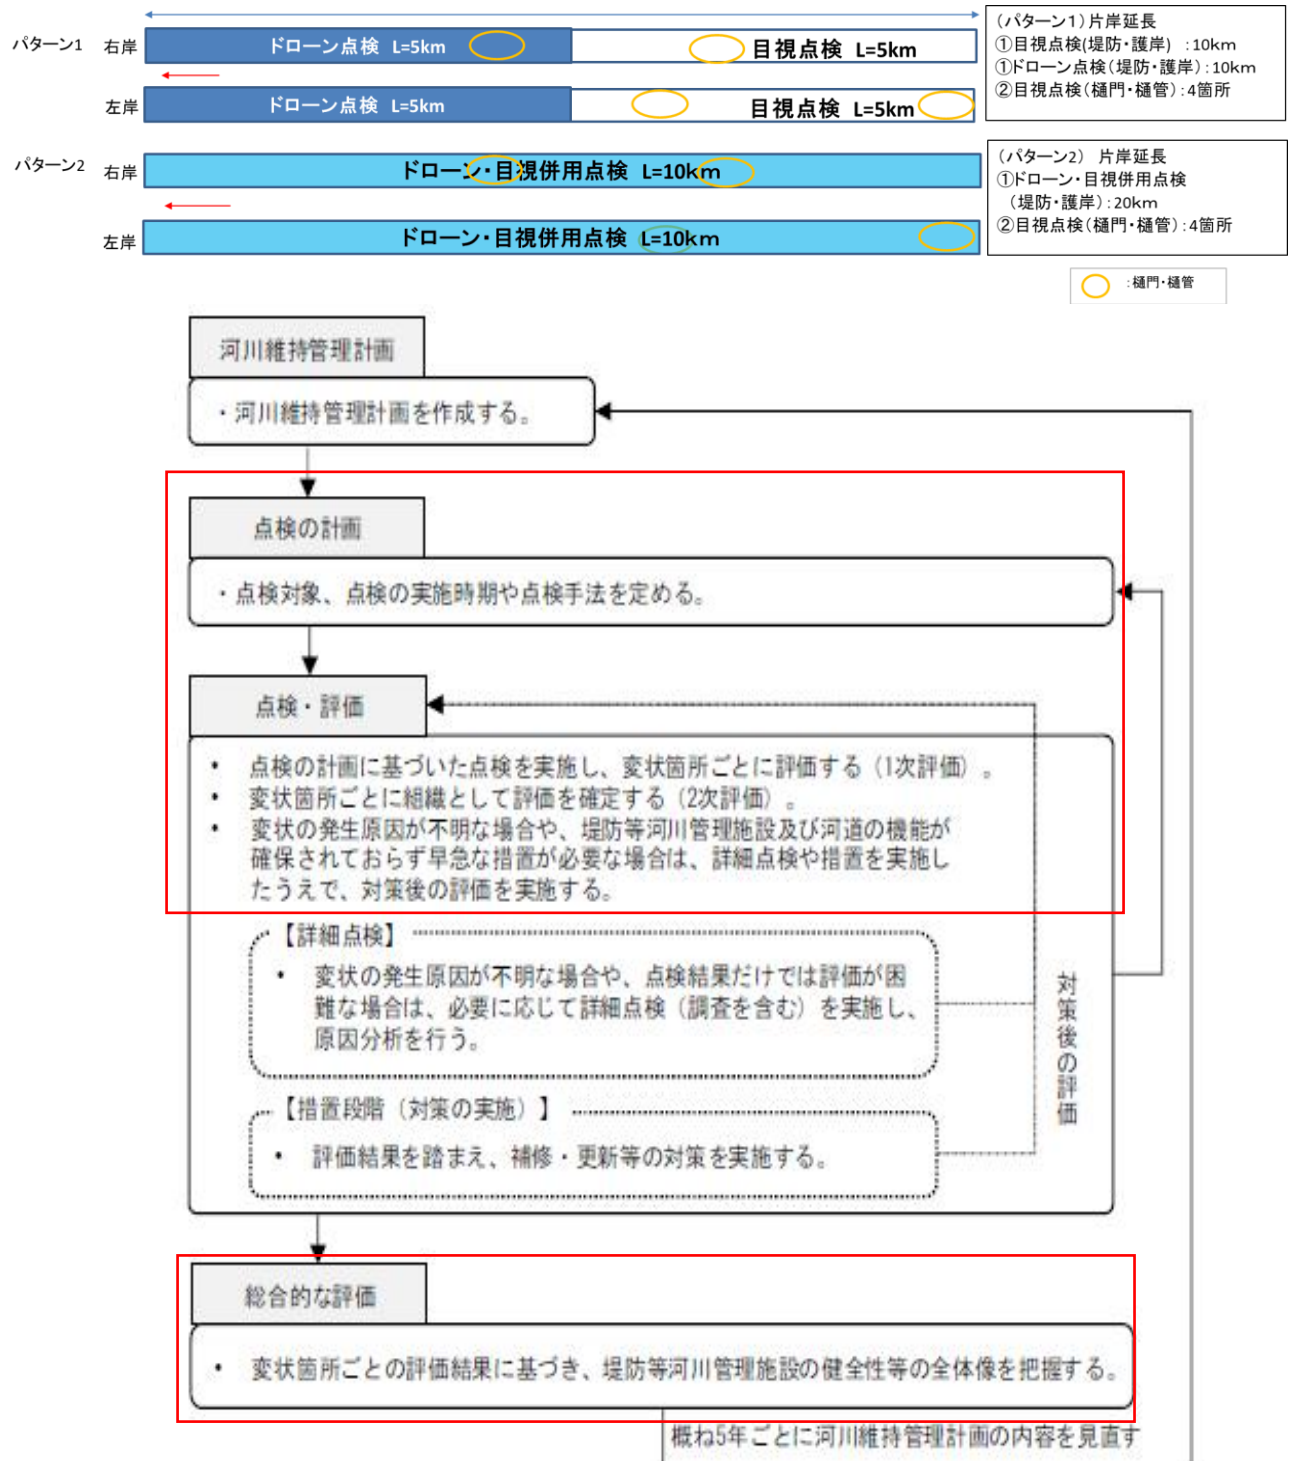 パターン1
右岸
ドローン点検 L=5km
目視点検 L=5km
左岸
ドローン点検 L=5km
目視点検 L=5km
(パターン1)片岸延長
①目視点検(堤防・護岸) :10km
①ドローン点検(堤防・護岸):10km
②目視点検(樋門・樋管):4箇所
パターン2
右岸
ドローン・目視併用点検 L=10km
左岸
ドローン・目視併用点検 L=10km
(パターン2) 片岸延長
①ドローン・目視併用点検
(堤防・護岸):20km
②目視点検(樋門・樋管):4箇所
:樋門・樋管
河川維持管理計画
・河川維持管理計画を作成する。
点検の計画
・点検対象、点検の実施時期や点検手法を定める。
点検・評価
• 点検の計画に基づいた点検を実施し、変状箇所ごとに評価する(1次評価)。
• 変状箇所ごとに組織として評価を確定する(2次評価)。
• 変状の発生原因が不明な場合や、堤防等河川管理施設及び河道の機能が
確保されておらず早急な措置が必要な場合は、詳細点検や措置を実施し
たうえで、対策後の評価を実施する。
【詳細点検】
• 変状の発生原因が不明な場合や、点検結果だけでは評価が困
難な場合は、必要に応じて詳細点検(調査を含む)を実施し、
原因分析を行う。
【措置段階(対策の実施)】
• 評価結果を踏まえ、補修・更新等の対策を実施する。
対策後の評価
総合的な評価
• 変状箇所ごとの評価結果に基づき、堤防等河川管理施設の健全性等の全体像を把握する。
概ね5年ごとに河川維持管理計画の内容を見直す